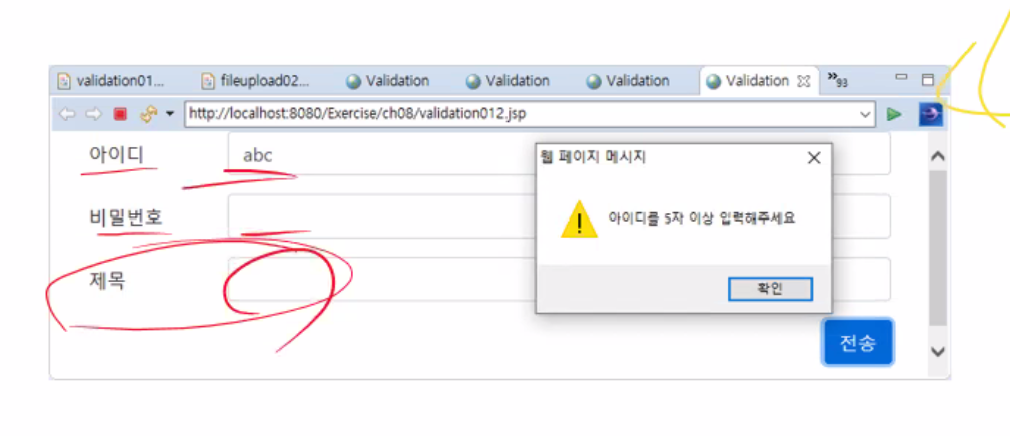 validation01... fileupload02... Validation Validation Validation Validation »93
http://localhost:8080/Exercise/ch08/validation012.jsp
아이디 abc
웹 페이지 메시지
아이디를 5자 이상 입력해주세요
비밀번호
제목
확인
전송